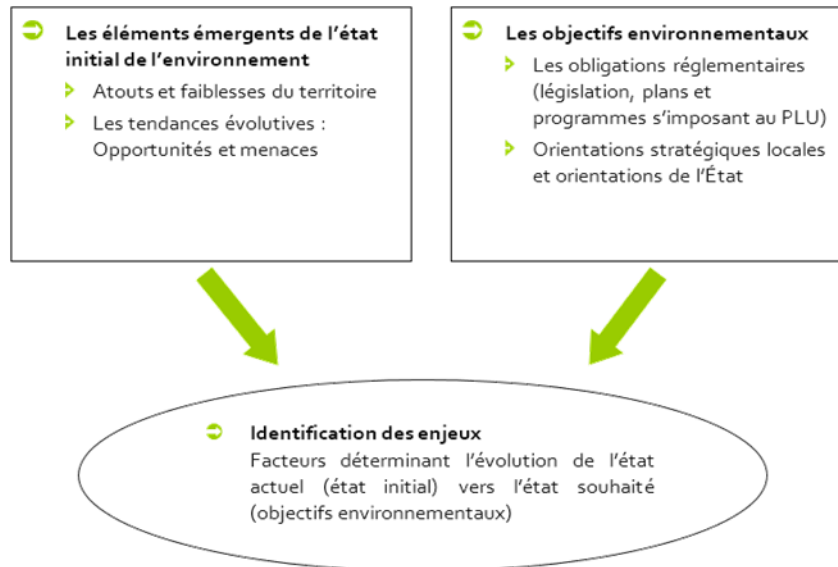 Les éléments émergents de l'état
initial de l'environnement
Atouts et faiblesses du territoire
Les tendances évolutives :
Opportunités et menaces
Les objectifs environnementaux
Les obligations réglementaires
(législation, plans et
programmes s'imposant au PLU)
Orientations stratégiques locales
et orientations de l'État
Identification des enjeux
Facteurs déterminant l'évolution de l'état
actuel (état initial) vers l'état souhaité
(objectifs environnementaux)